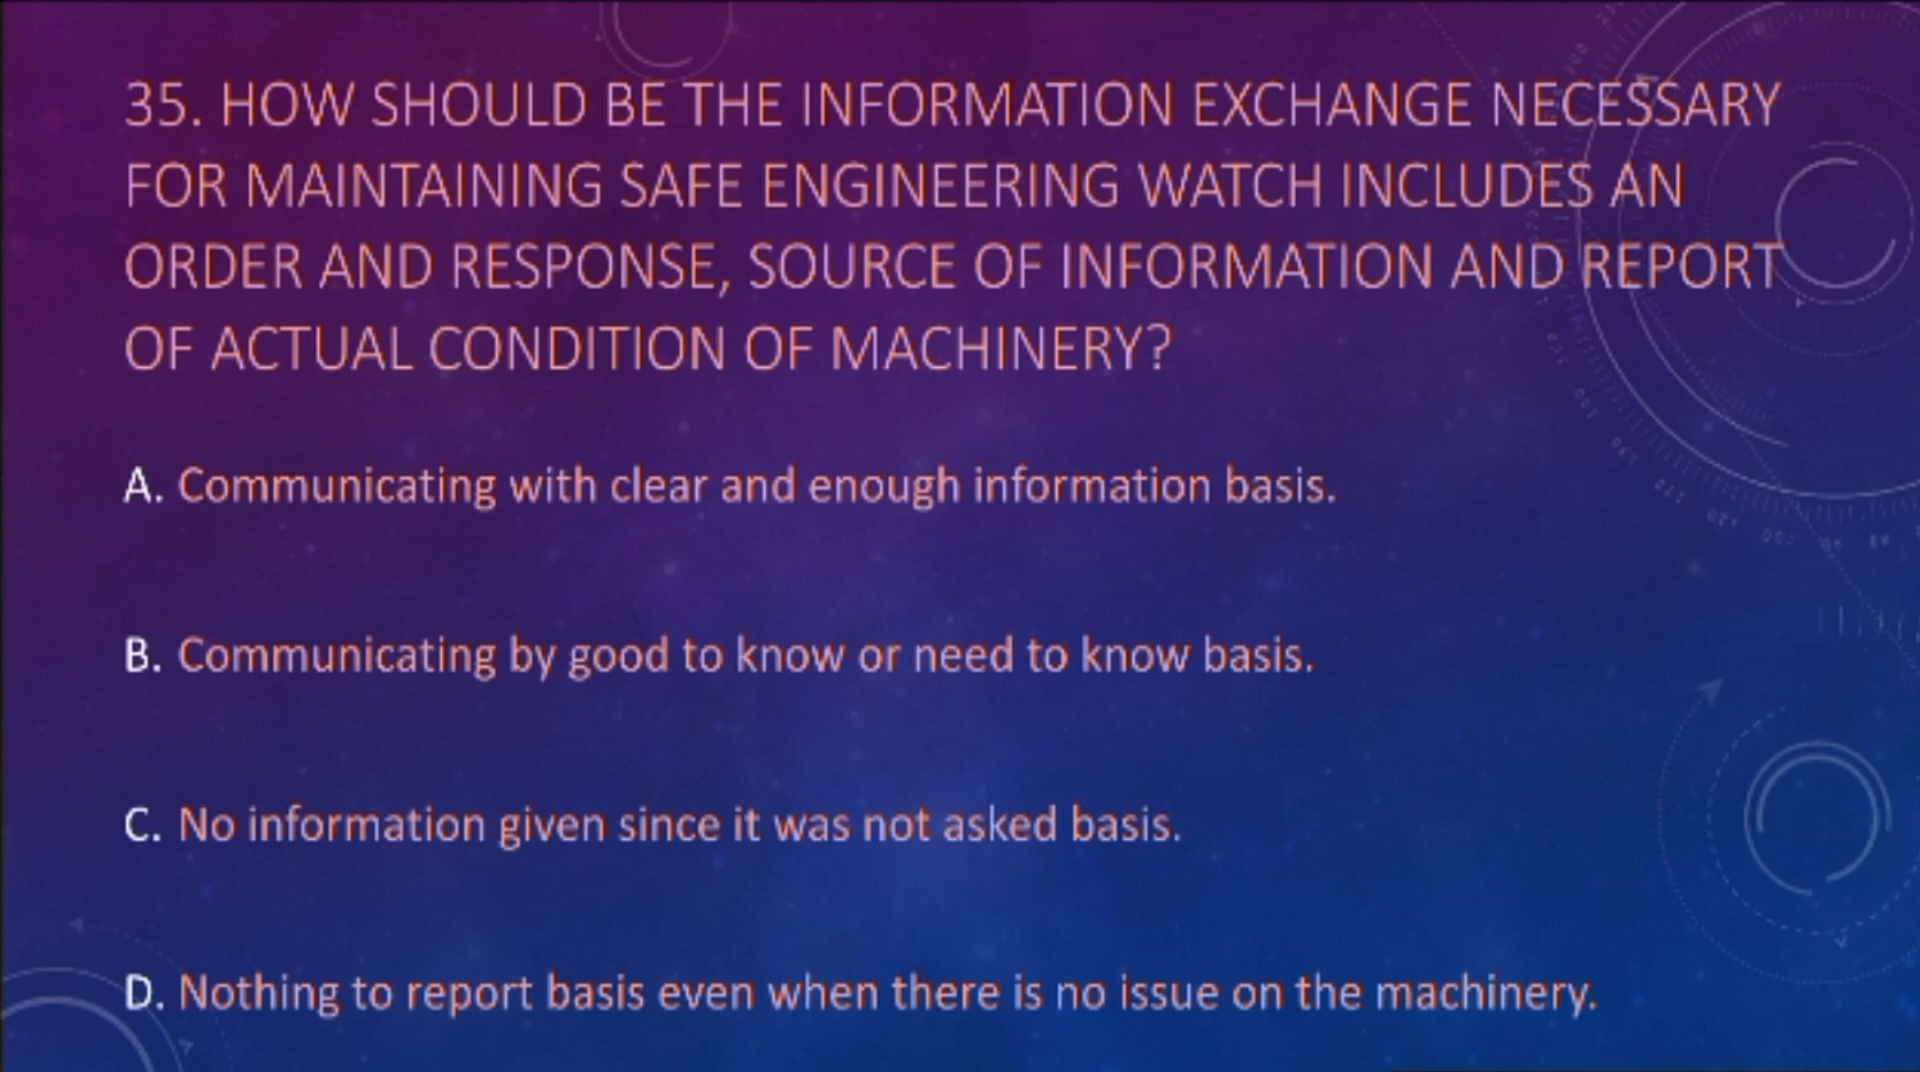 35. HOW SHOULD BE THE INFORMATION EXCHANGE NECESSARY
FOR MAINTAINING SAFE ENGINEERING WATCH INCLUDES AN
ORDER AND RESPONSE, SOURCE OF INFORMATION AND REPORT
OF ACTUAL CONDITION OF MACHINERY?
A. Communicating with clear and enough information basis.
B. Communicating by good to know or need to know basis.
C. No information given since it was not asked basis.
D. Nothing to report basis even when there is no issue on the machinery.